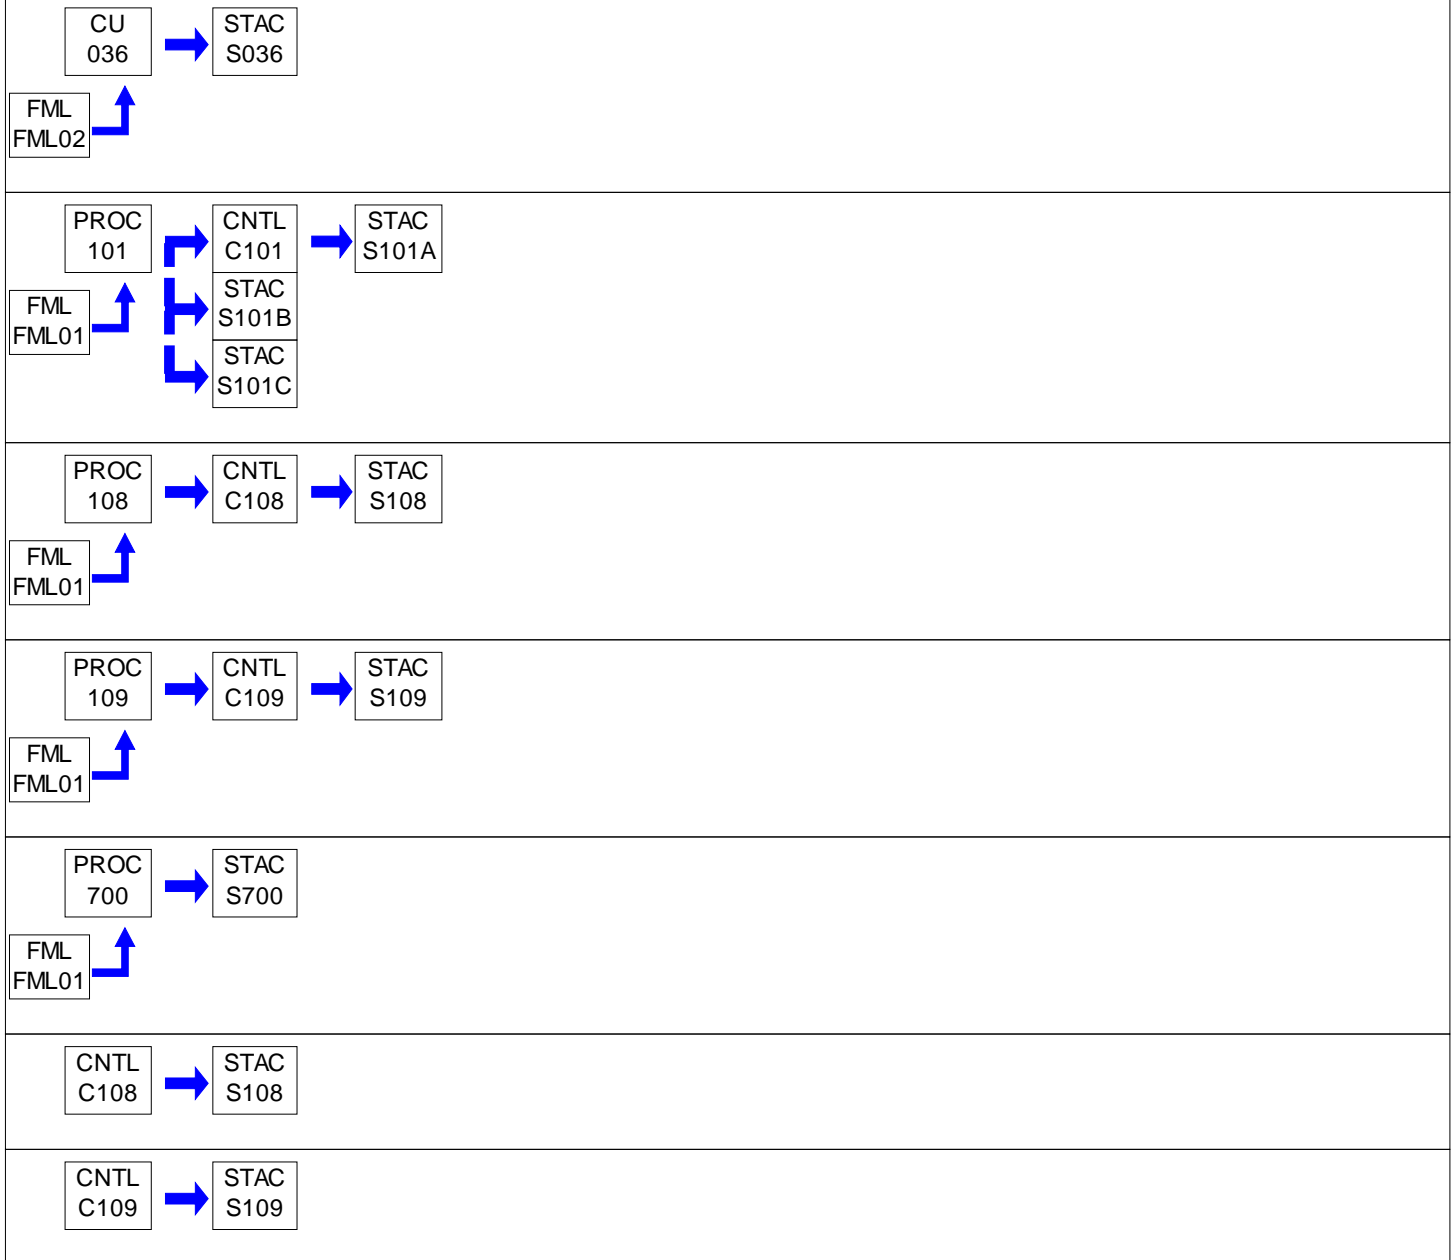 CU
036
STAC
S036
FML
FML02
PROC
101
CNTL
C101
STAC
S101A
STAC
S101B
STAC
S101C
FML
FML01
PROC
108
CNTL
C108
STAC
S108
FML
FML01
PROC
109
CNTL
C109
STAC
S109
FML
FML01
PROC
700
STAC
S700
FML
FML01
CNTL
C108
STAC
S108
CNTL
C109
STAC
S109